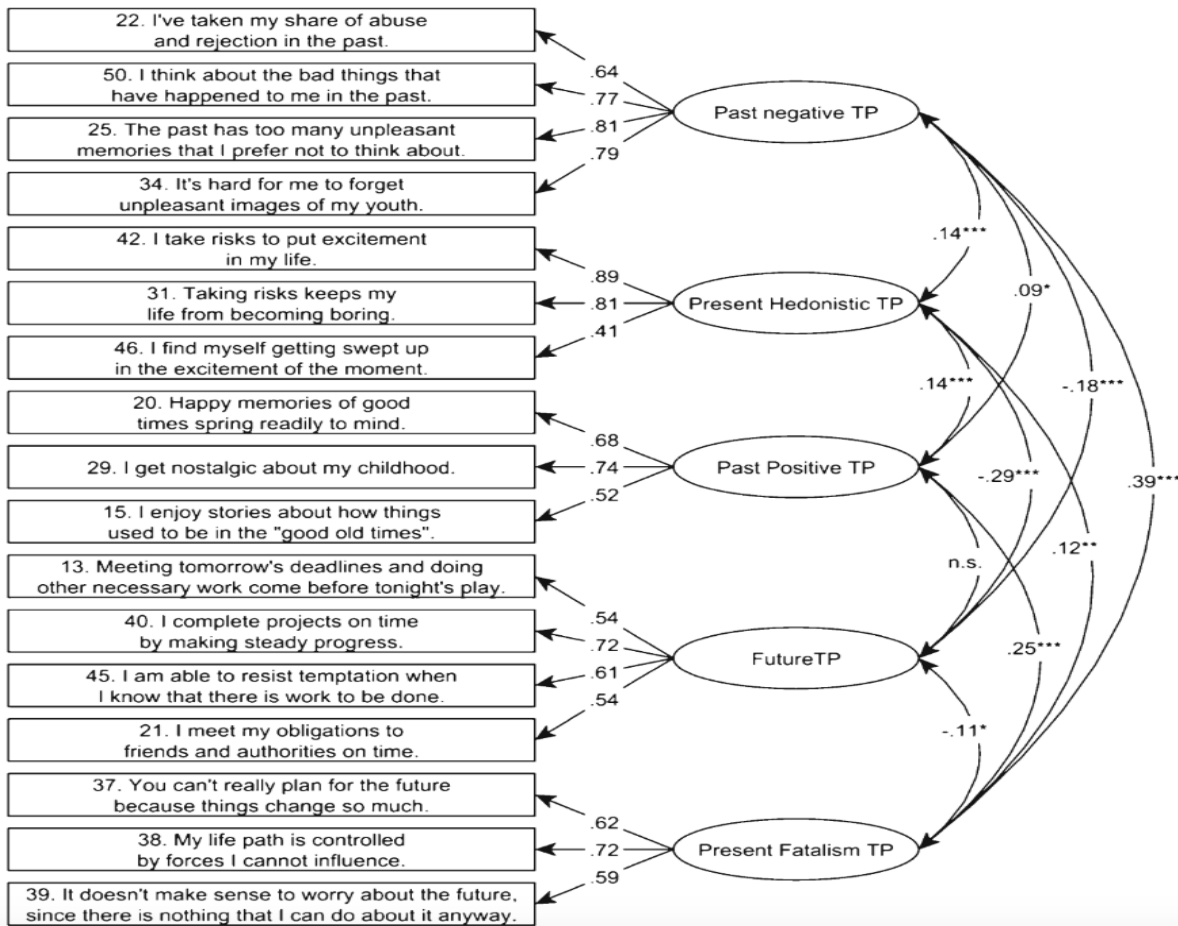 22. I've taken my share of abuse
and rejection in the past.
50. I think about the bad things that
have happened to me in the past.
25. The past has too many unpleasant
memories that I prefer not to think about.
34. It's hard for me to forget
unpleasant images of my youth.
42. I take risks to put excitement
in my life.
31. Taking risks keeps my
life from becoming boring.
46. I find myself getting swept up
in the excitement of the moment.
20. Happy memories of good
times spring readily to mind.
29. I get nostalgic about my childhood.
15. I enjoy stories about how things
used to be in the "good old times".
13. Meeting tomorrow's deadlines and doing
other necessary work come before tonight's play.
40. I complete projects on time
by making steady progress.
45. I am able to resist temptation when
I know that there is work to be done.
21. I meet my obligations to
friends and authorities on time.
37. You can't really plan for the future
because things change so much.
38. My life path is controlled
by forces I cannot influence.
39. It doesn't make sense to worry about the future,
since there is nothing that I can do about it anyway.
.64
.77
.81
.79
.89
.81
.41
.68
.74
.52
.54
.72
.61
.54
.62
.72
.59
Past negative TP
Present Hedonistic TP
Past Positive TP
FutureTP
Present Fatalism TP
.14***
.09*
.14***
-.18***
-.29***
.39***
.12**
n.s.
.25***
-.11*